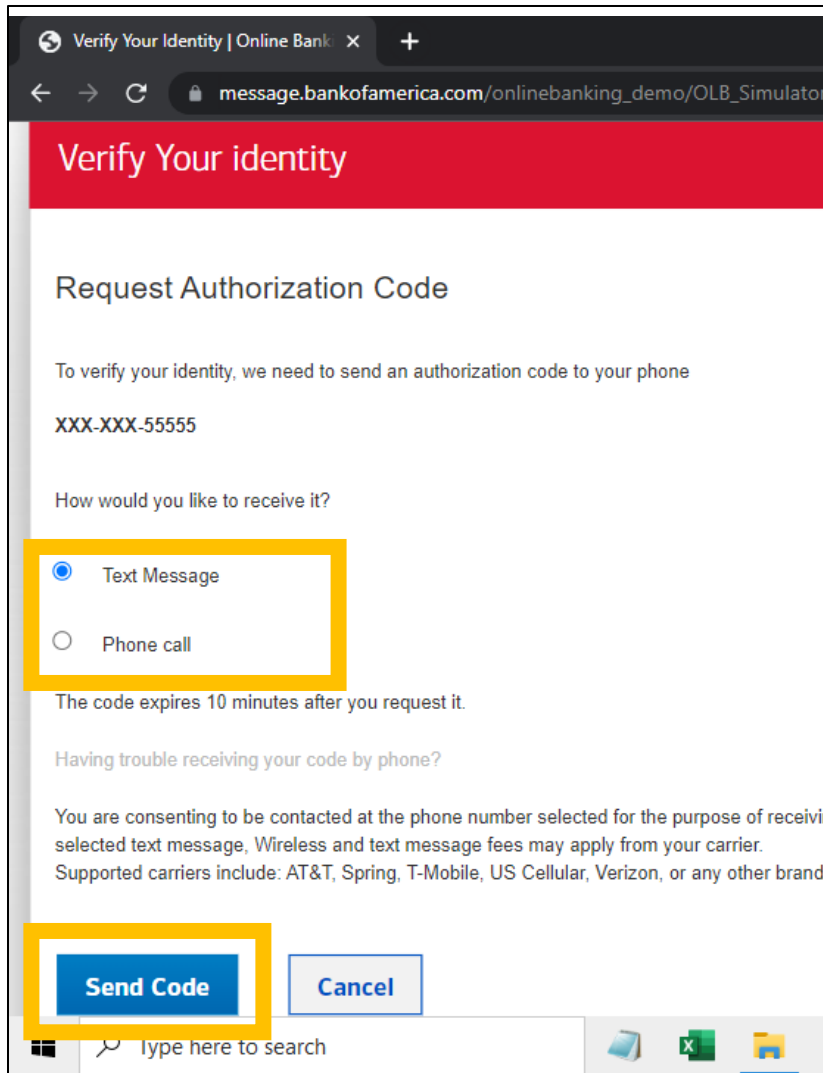 Verify Your Identity | Online Bank
message.bankofamerica.com/onlinebanking_demo/OLB_Simulator
Verify Your identity
Request Authorization Code
To verify your identity, we need to send an authorization code to your phone
XXX-XXX-55555
How would you like to receive it?
Text Message
Phone call
The code expires 10 minutes after you request it.
Having trouble receiving your code by phone?
You are consenting to be contacted at the phone number selected for the purpose of receivi
selected text message, Wireless and text message fees may apply from your carrier.
Supported carriers include: AT&T, Spring, T-Mobile, US Cellular, Verizon, or any other brand
Send Code
Cancel
Type here to search